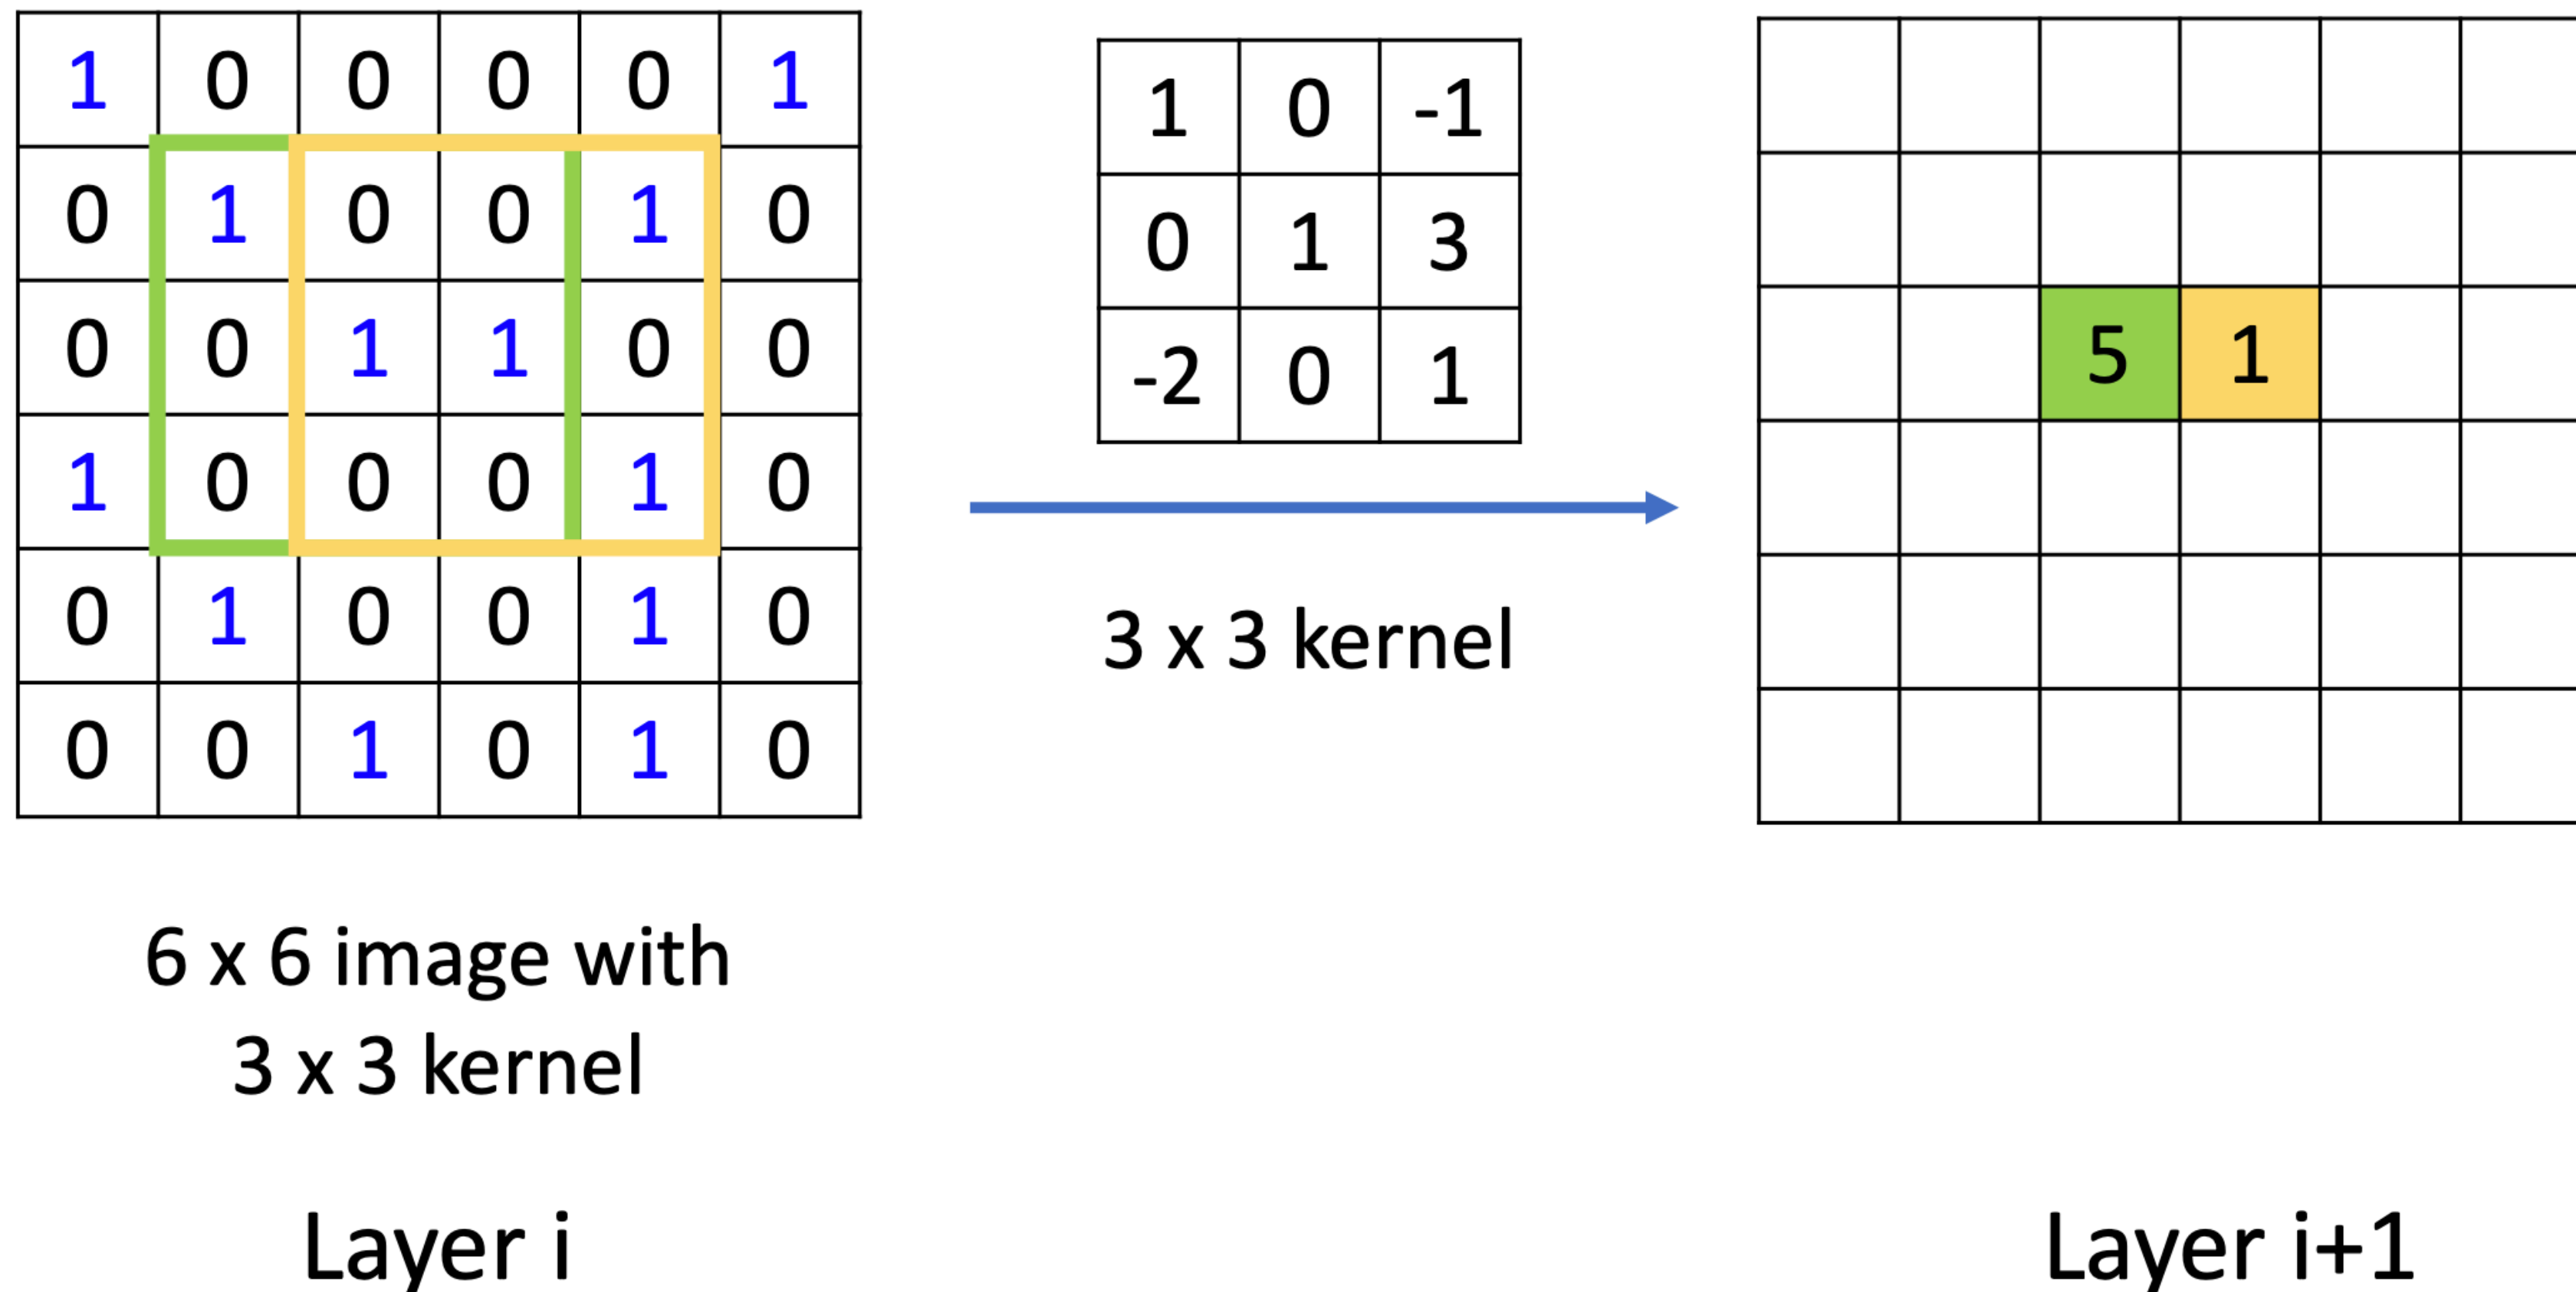 1 0 0 0 0 1
0 1 0 0 1 0
0 0 1 1 0 0
1 0 0 0 1 0
0 1 0 0 1 0
0 0 1 0 1 0
6 x 6 image with
3 x 3 kernel
Layer i
1 0 -1
0 1 3
-2 0 1
3 x 3 kernel
5 1
Layer i+1